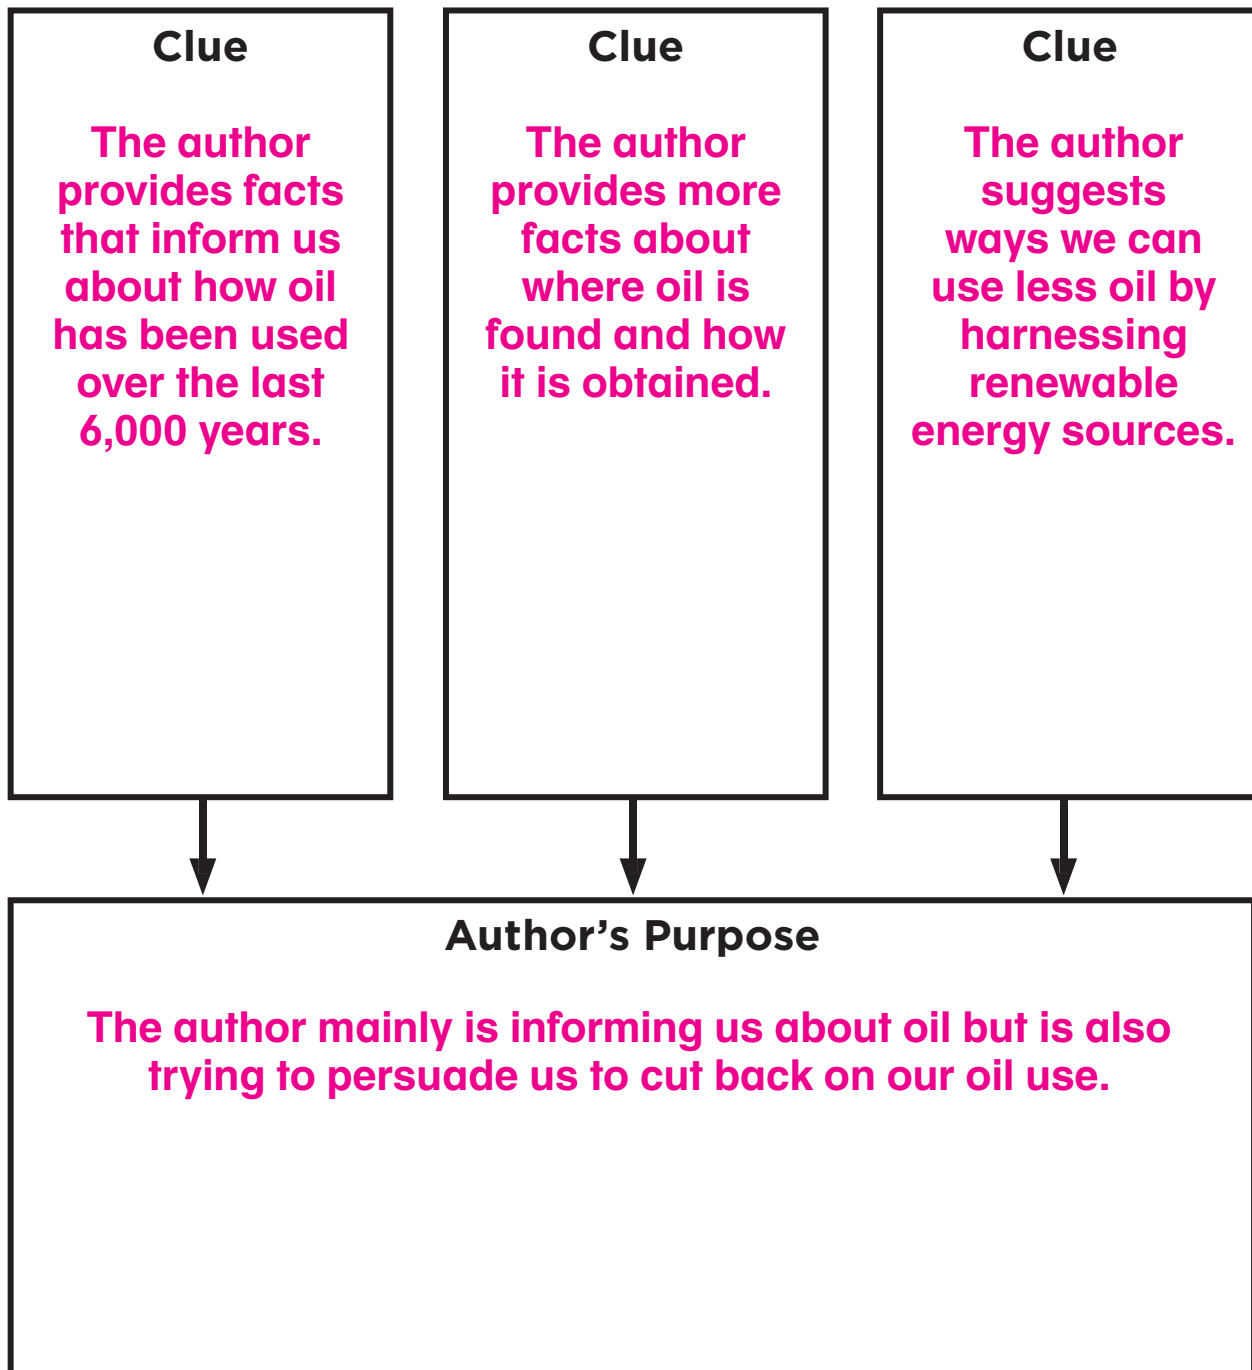 Clue
The author
provides facts
that inform us
about how oil
has been used
over the last
6,000 years.
Clue
The author
provides more
facts about
where oil is
found and how
it is obtained.
Clue
The author
suggests
ways we can
use less oil by
harnessing
renewable
energy sources.
Author’s Purpose
The author mainly is informing us about oil but is also
trying to persuade us to cut back on our oil use.